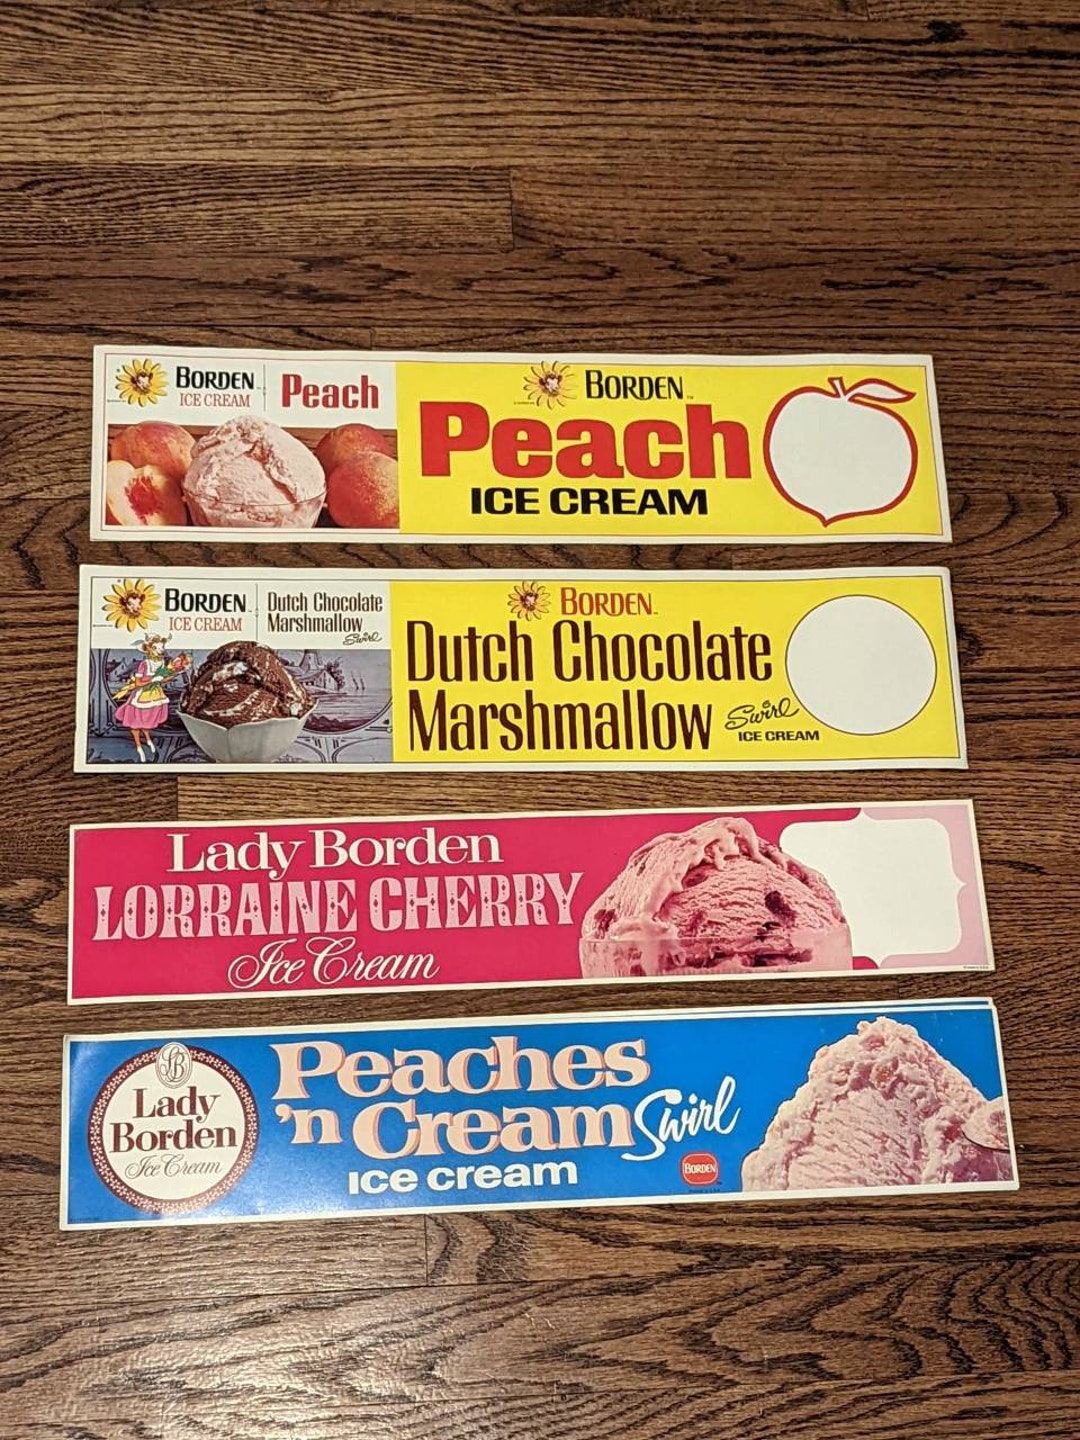 BORDEN
ICE CREAM
Peach
BORDEN
Peach
ICE CREAM
BORDEN
ICE CREAM
Dutch Chocolate
Marshmallow
Swirl
BORDEN
Dutch Chocolate
Marshmallow Swirl
ICE CREAM
Lady Borden
LORRAINE CHERRY
Ice Cream
LB
Lady
Borden
Ice Cream
Peaches
'n Cream Swirl
ice cream
BORDEN